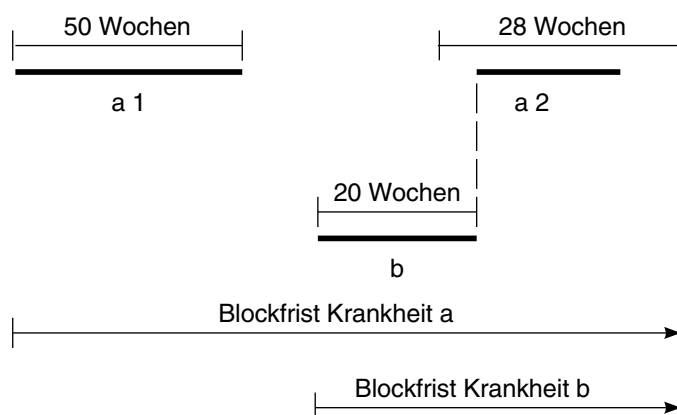 50 Wochen
28 Wochen
a 1
a 2
20 Wochen
b
Blockfrist Krankheit a
Blockfrist Krankheit b